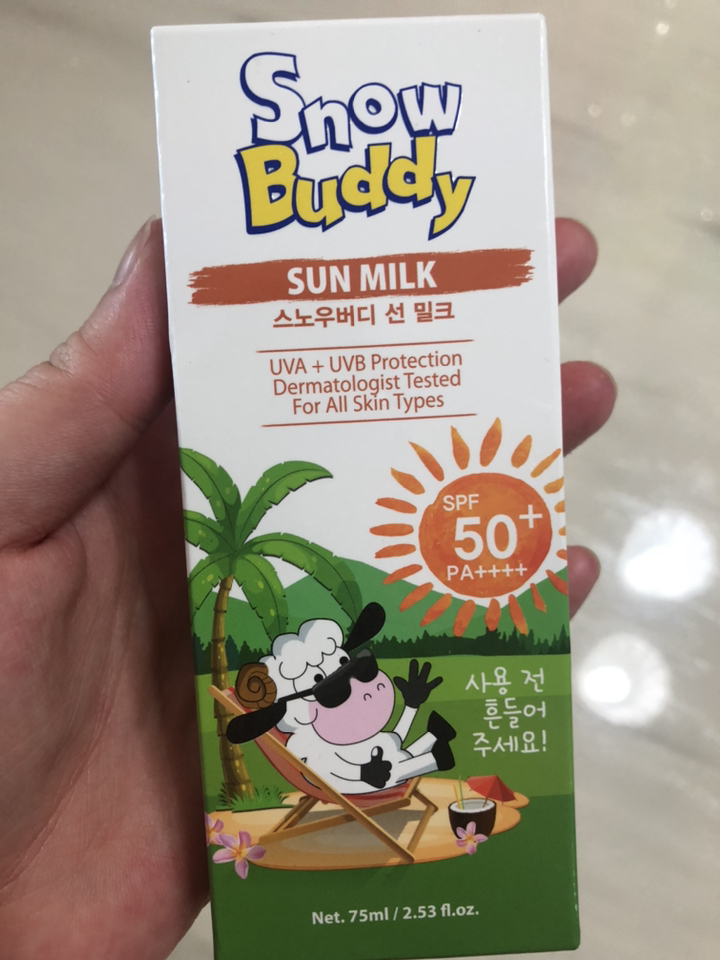 Snow
Buddy
SUN MILK
스노우버디 선 밀크
UVA + UVB Protection
Dermatologist Tested
For All Skin Types
SPF
50+
PA++++
사용 전
흔들어
주세요!
Net. 75ml / 2.53 fl.oz.